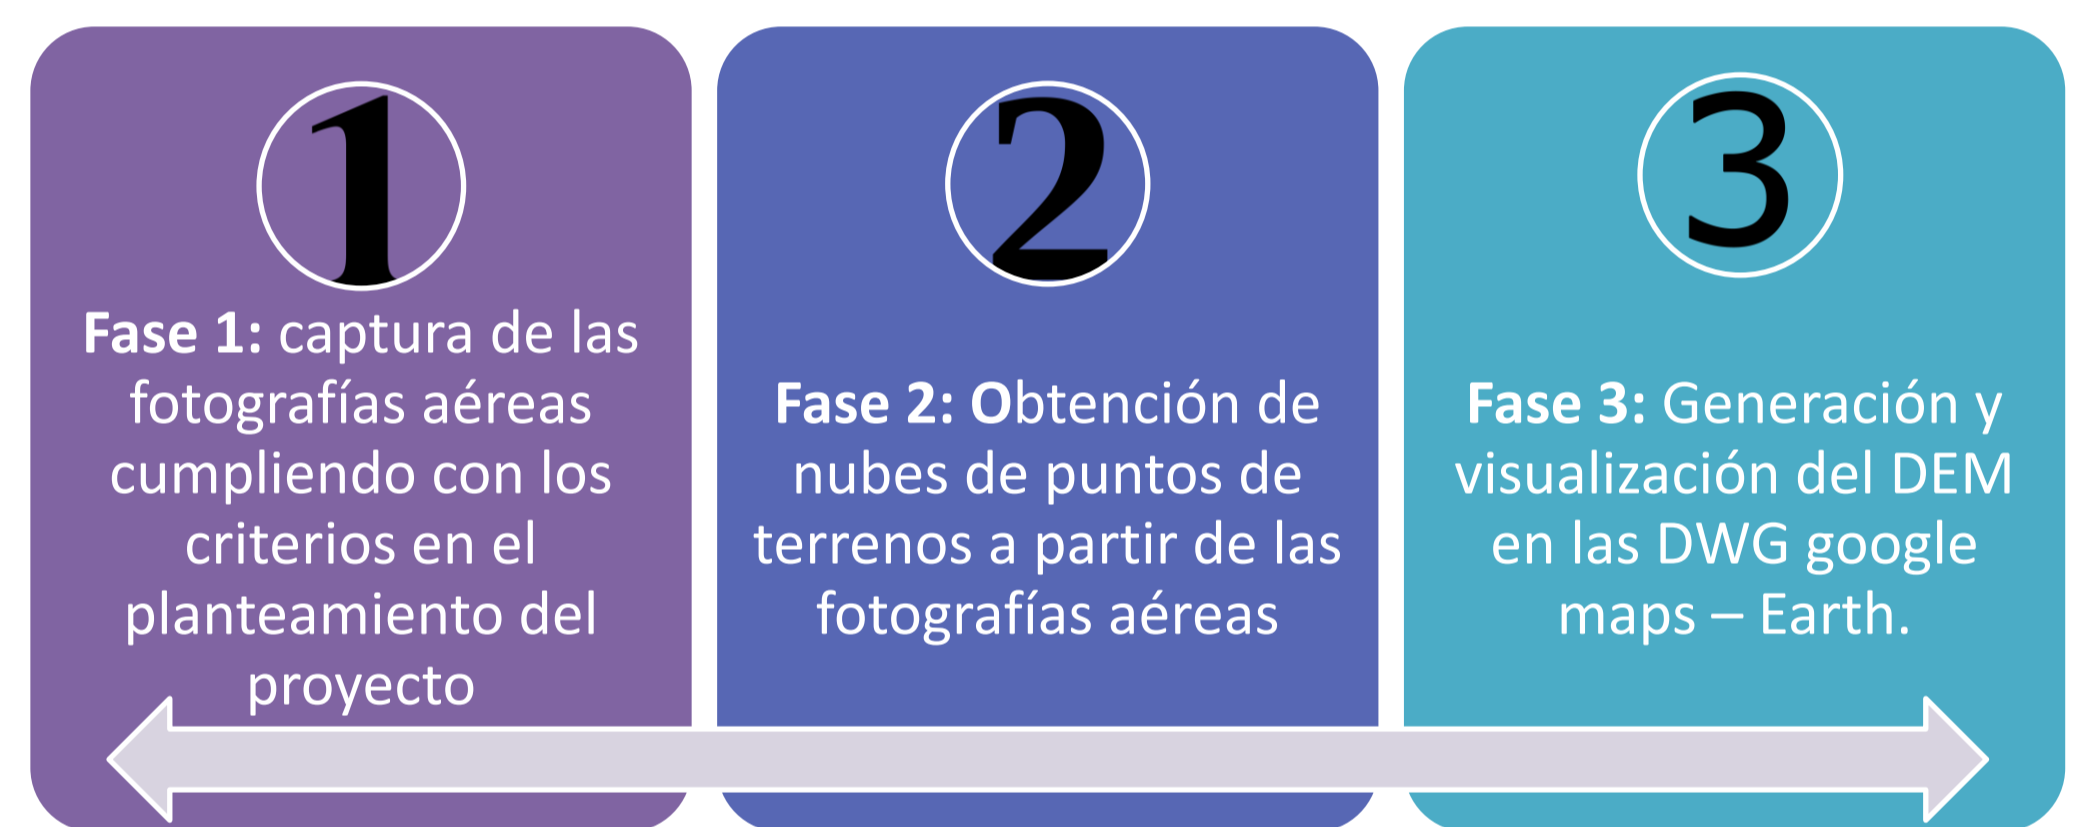 1
Fase 1: captura de las
fotografías aéreas
cumpliendo con los
criterios en el
planteamiento del
proyecto
2
Fase 2: Obtención de
nubes de puntos de
terrenos a partir de las
fotografías aéreas
3
Fase 3: Generación y
visualización del DEM
en las DWG google
maps – Earth.